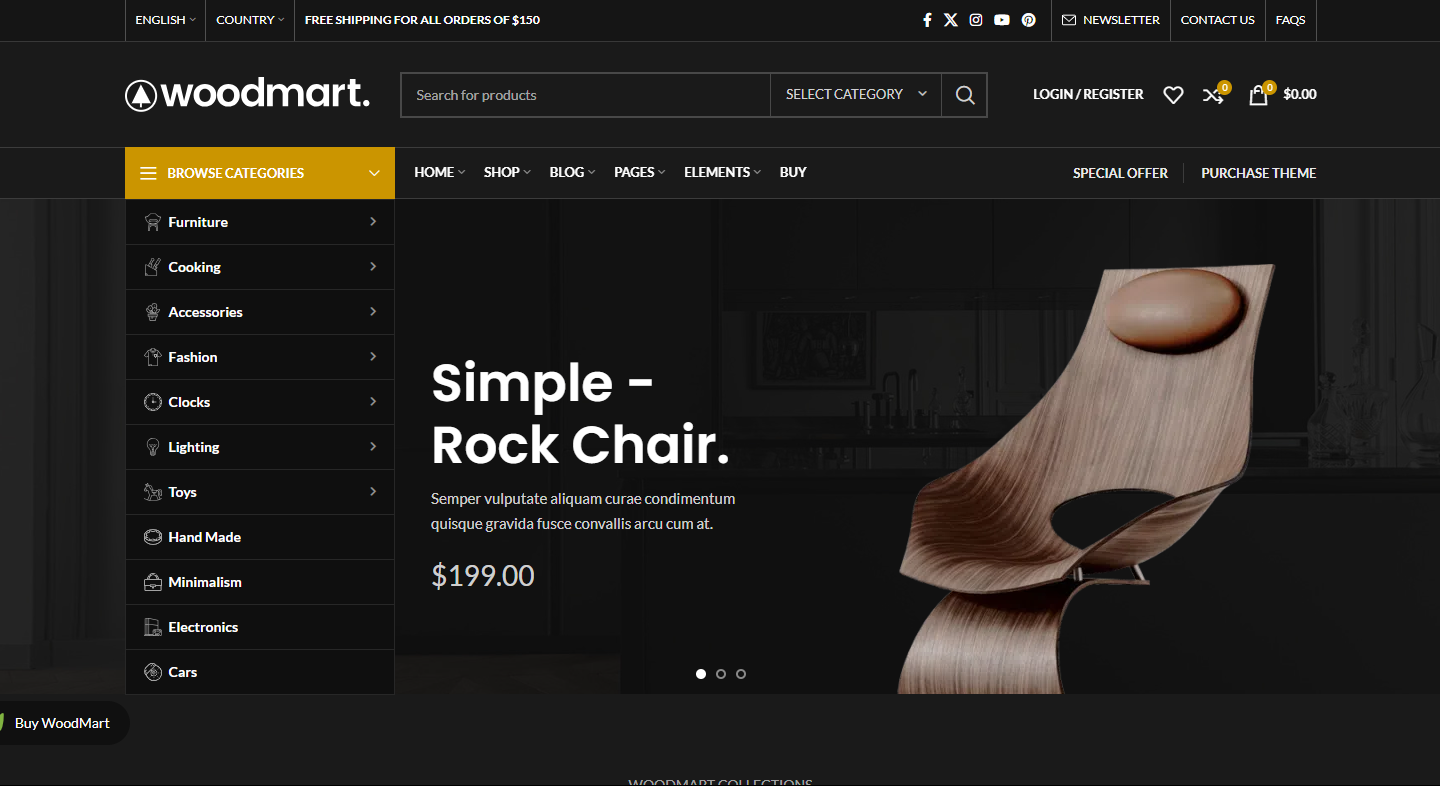 ENGLISH COUNTRY FREE SHIPPING FOR ALL ORDERS OF $150 NEWSLETTER CONTACT US FAQS
woodmart. Search for products SELECT CATEGORY LOGIN / REGISTER 0 0 $0.00
BROWSE CATEGORIES HOME SHOP BLOG PAGES ELEMENTS BUY SPECIAL OFFER PURCHASE THEME
Furniture
Cooking
Accessories
Fashion
Clocks
Lighting
Toys
Hand Made
Minimalism
Electronics
Cars
Simple -
Rock Chair.
Semper vulputate aliquam curae condimentum
quisque gravida fusce convallis arcu cum at.
$199.00
Buy WoodMart
WOODMART COLLECTIONS